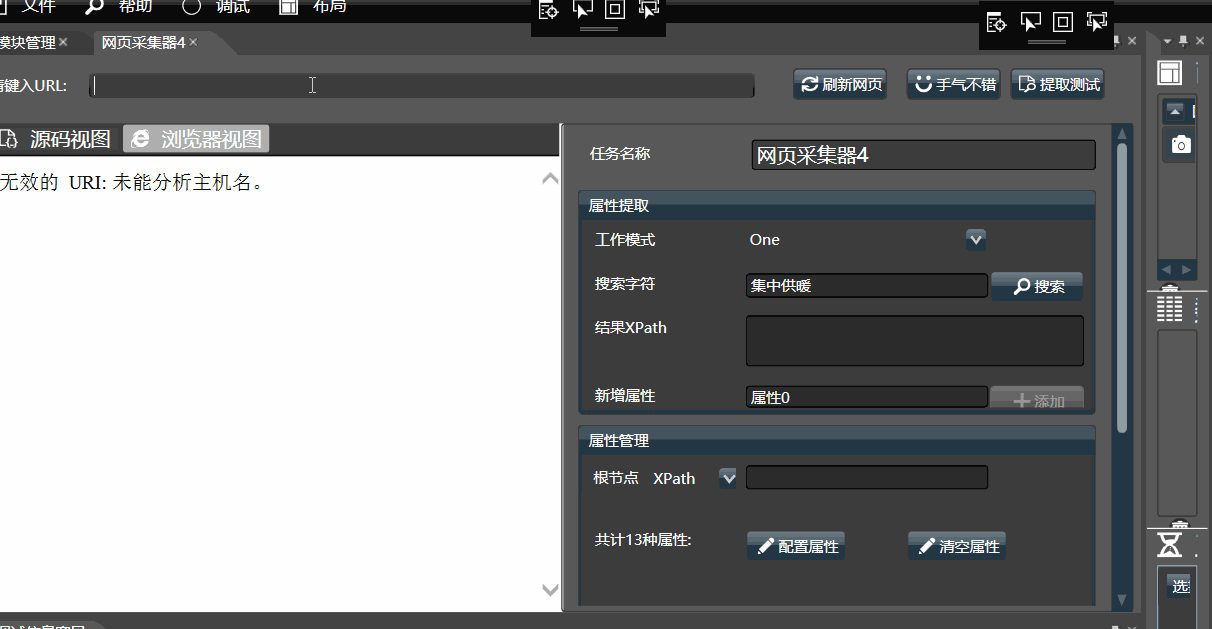 文件 帮助 调试 布局
模块管理 × 网页采集器4 ×
请键入URL: 刷新网页 手气不错 提取测试
源码视图 浏览器视图
无效的 URI: 未能分析主机名。
任务名称 网页采集器4
属性提取
工作模式 One
搜索字符 集中供暖 搜索
结果XPath
新增属性 属性0 添加
属性管理
根节点 XPath
共计13种属性: 配置属性 清空属性
选